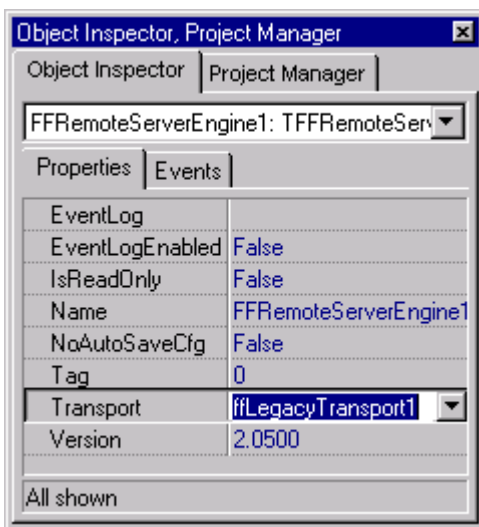 Object Inspector, Project Manager
Object Inspector Project Manager
FFRemoteServerEngine1: TFFRemoteServ
Properties Events
EventLog
EventLogEnabled False
IsReadOnly False
Name FFRemoteServerEngine1
NoAutoSaveCfg False
Tag 0
Transport ffLegacyTransport1
Version 2.0500
All shown